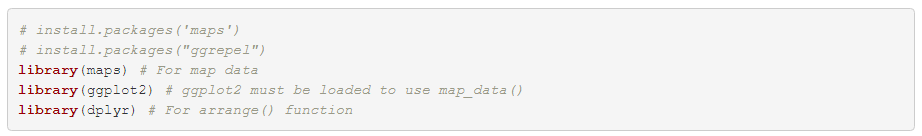 # install.packages('maps')
# install.packages("ggrepel")
library(maps) # For map data
library(ggplot2) # ggplot2 must be loaded to use map_data()
library(dplyr) # For arrange() function